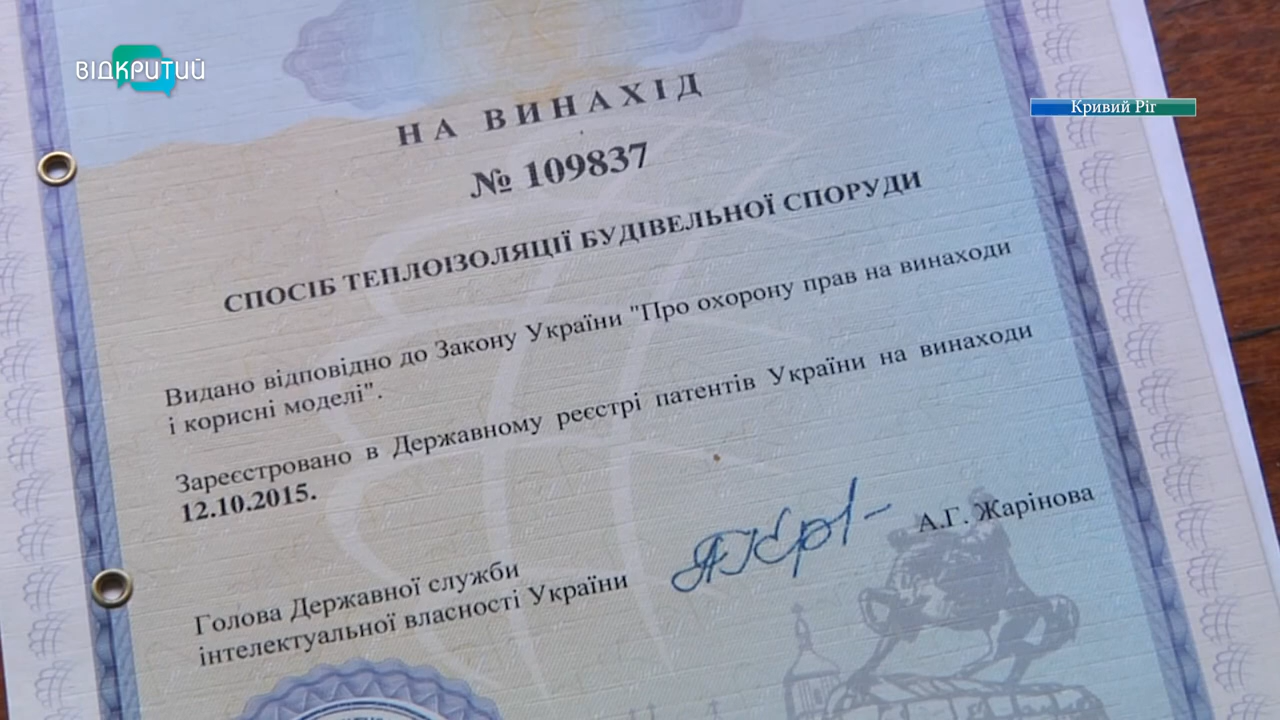 ВІДКРИТИЙ
Кривий Ріг
НА ВИНАХІД
№ 109837
СПОСІБ ТЕПЛОІЗОЛЯЦІЇ БУДІВЕЛЬНОЇ СПОРУДИ
Видано відповідно до Закону України "Про охорону прав на винаходи
і корисні моделі".
Зареєстровано в Державному реєстрі патентів України на винаходи
12.10.2015.
Голова Державної служби
інтелектуальної власності України
А.Г. Жарінова